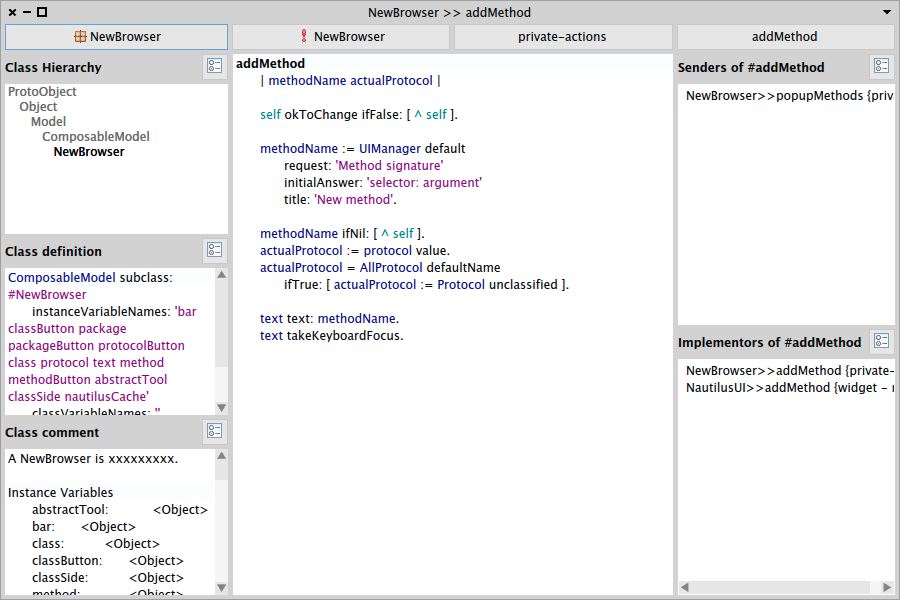 NewBrowser >> addMethod
NewBrowser
NewBrowser
private-actions
addMethod
Class Hierarchy
ProtoObject
Object
Model
ComposableModel
NewBrowser
Class definition
ComposableModel subclass:
#NewBrowser
instanceVariableNames: 'bar
classButton package
packageButton protocolButton
class protocol text method
methodButton abstractTool
classSide nautilusCache'
classVariableNames: ''
Class comment
A NewBrowser is xxxxxxxxx.
Instance Variables
abstractTool: <Object>
bar: <Object>
class: <Object>
classButton: <Object>
classSide: <Object>
method: <Object>
addMethod
| methodName actualProtocol |
self okToChange ifFalse: [ ^ self ].
methodName := UIManager default
request: 'Method signature'
initialAnswer: 'selector: argument'
title: 'New method'.
methodName ifNil: [ ^ self ].
actualProtocol := protocol value.
actualProtocol = AllProtocol defaultName
ifTrue: [ actualProtocol := Protocol unclassified ].
text text: methodName.
text takeKeyboardFocus.
Senders of #addMethod
NewBrowser>>popupMethods {priv
Implementors of #addMethod
NewBrowser>>addMethod {private-
NautilusUI>>addMethod {widget - r